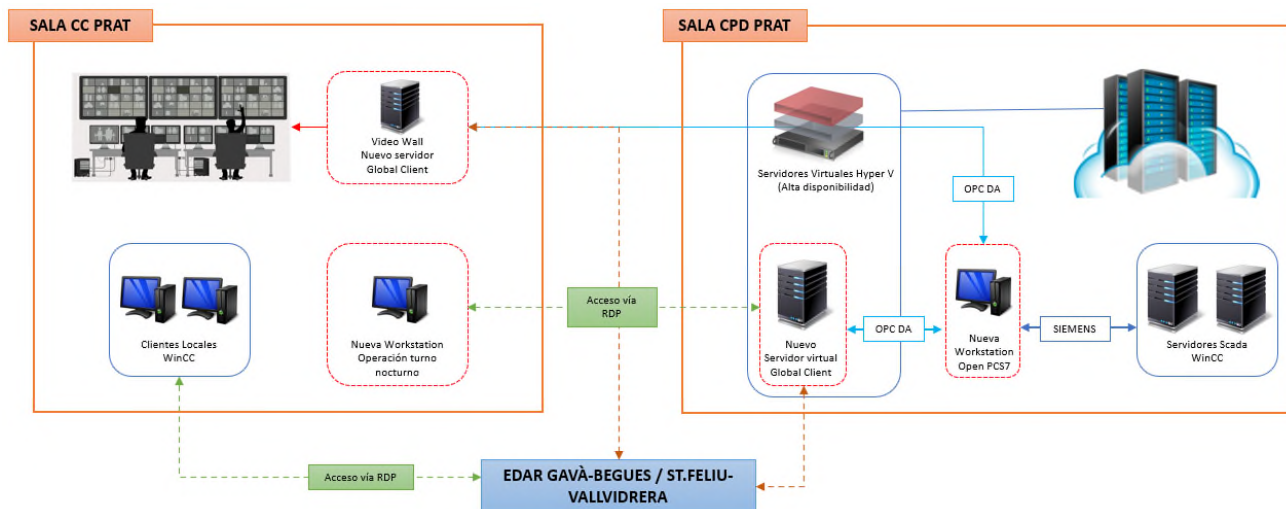 SALA CC PRAT
SALA CPD PRAT
Video Wall
Nuevo servidor
Global Client
Servidores Virtuales Hyper V
(Alta disponibilidad)
OPC DA
Clientes Locales
WinCC
Nueva Workstation
Operación turno
nocturno
Acceso vía
RDP
Nuevo
Servidor virtual
Global Client
OPC DA
Nueva
Workstation
Open PCS7
SIEMENS
Servidores Scada
WinCC
Acceso vía RDP
EDAR GAVÀ-BEGUES / ST.FELIU-
VALLVIDRERA